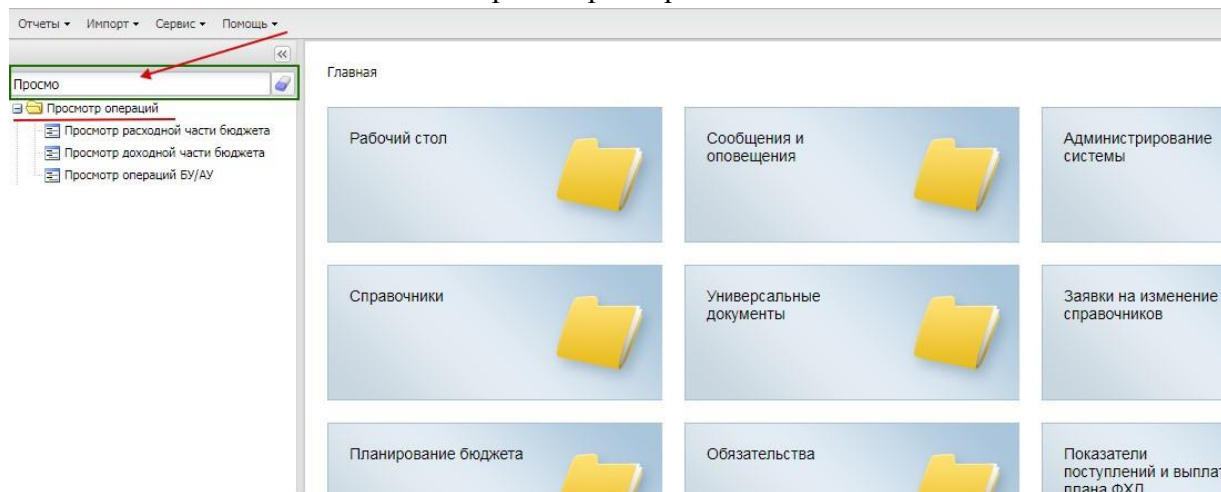 Отчеты Импорт Сервис Помощь
Просмо
Просмотр операций
Просмотр расходной части бюджета
Просмотр доходной части бюджета
Просмотр операций БУ/АУ
Главная
Рабочий стол
Сообщения и
оповещения
Администрирование
системы
Справочники
Универсальные
документы
Заявки на изменение
справочников
Планирование бюджета
Обязательства
Показатели
поступлений и выплат
плана ФХД